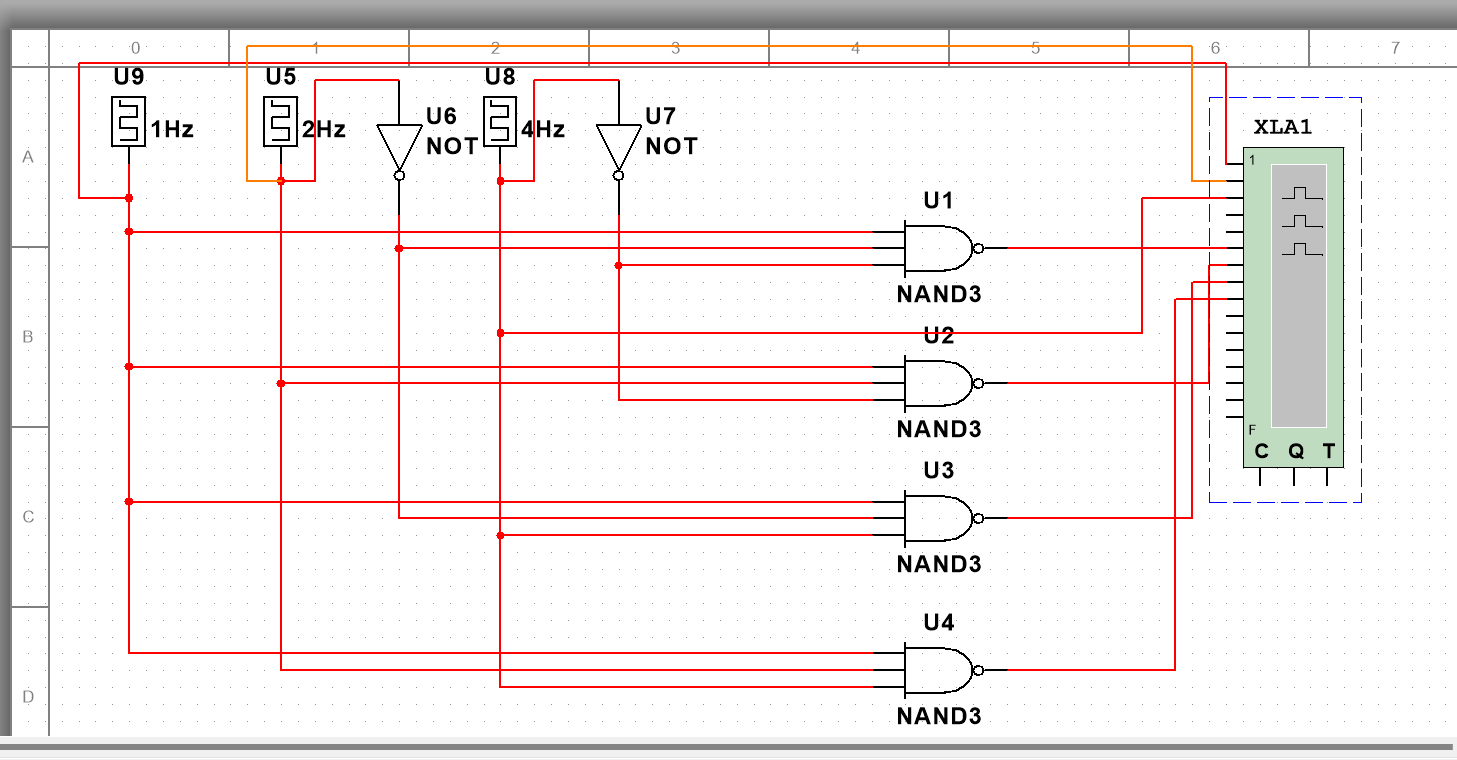 0 1 2 3 4 5 6 7
U9 U5 U8
1Hz 2Hz U6 NOT 4Hz U7 NOT
XLA1
A
1
U1
NAND3
B
U2
NAND3
F
C Q T
U3
C
NAND3
U4
D
NAND3